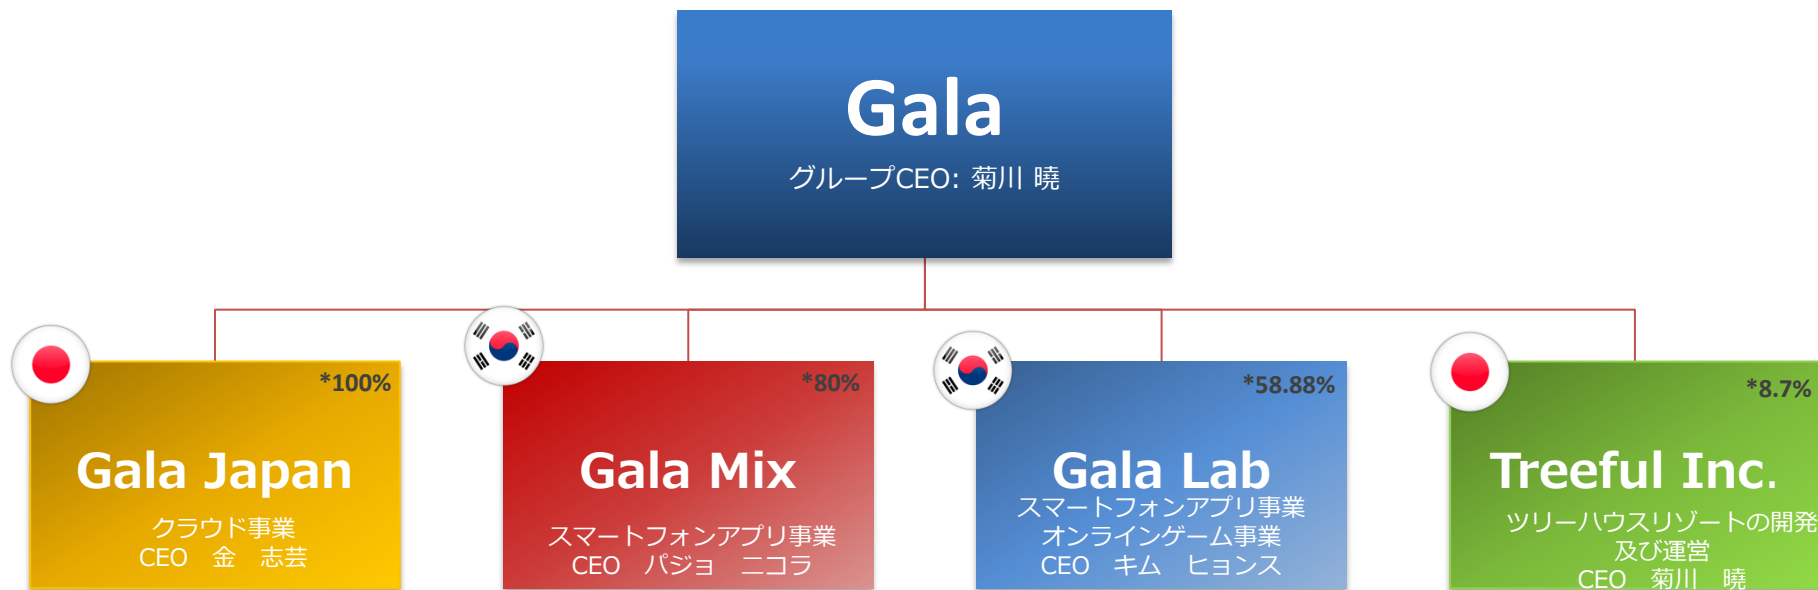 Gala
グループCEO: 菊川 曉
*100%
Gala Japan
クラウド事業
CEO　金　志芸
*80%
Gala Mix
スマートフォンアプリ事業
CEO　パジョ　ニコラ
*58.88%
Gala Lab
スマートフォンアプリ事業
オンラインゲーム事業
CEO　キム　ヒョンス
*8.7%
Treeful Inc.
ツリーハウスリゾートの開発
及び運営
CEO　菊川　曉